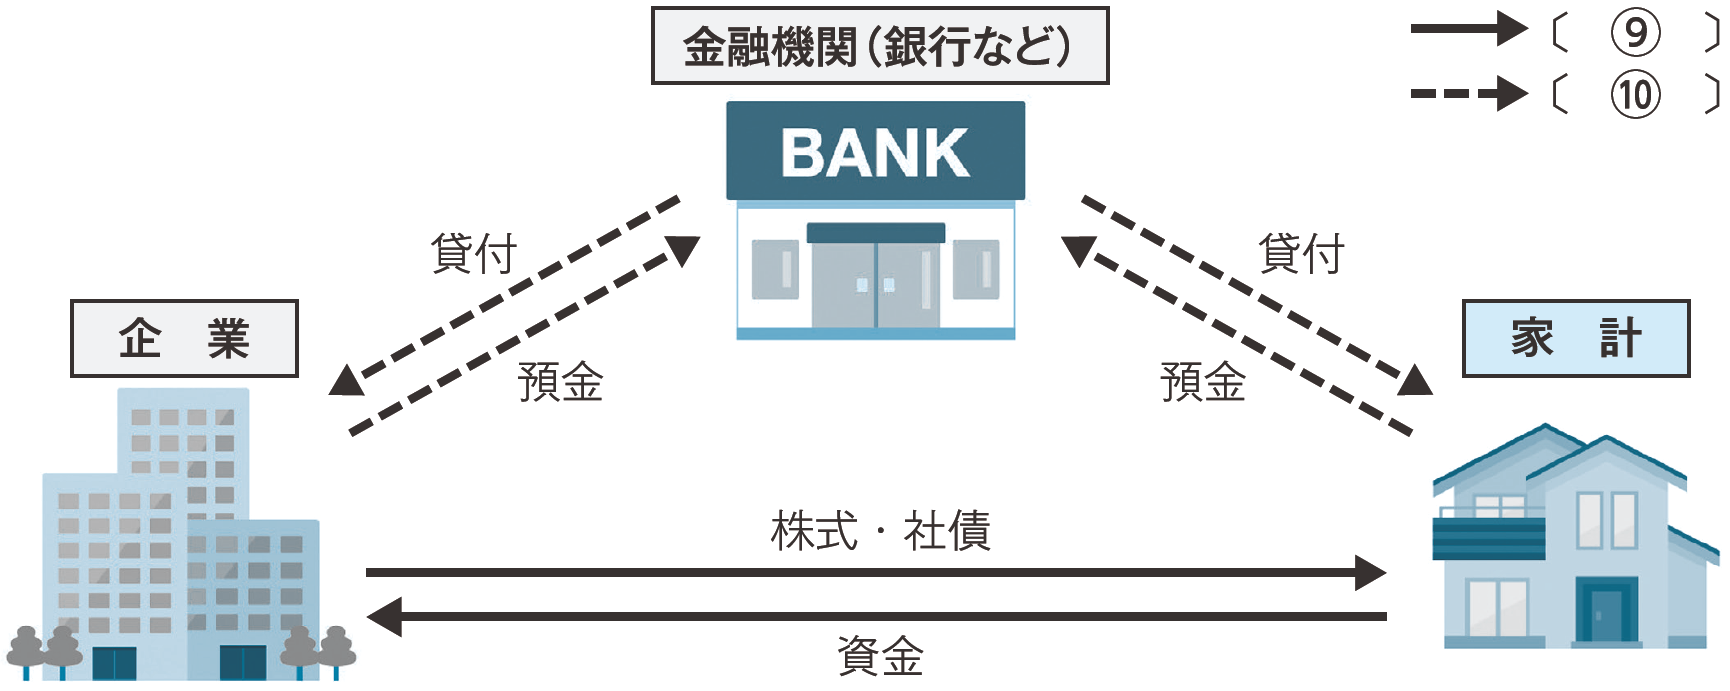 金融機関（銀行など）
〔　⑨　〕
〔　⑩　〕
BANK
貸付
貸付
企　業
家　計
預金
預金
株式・社債
資金